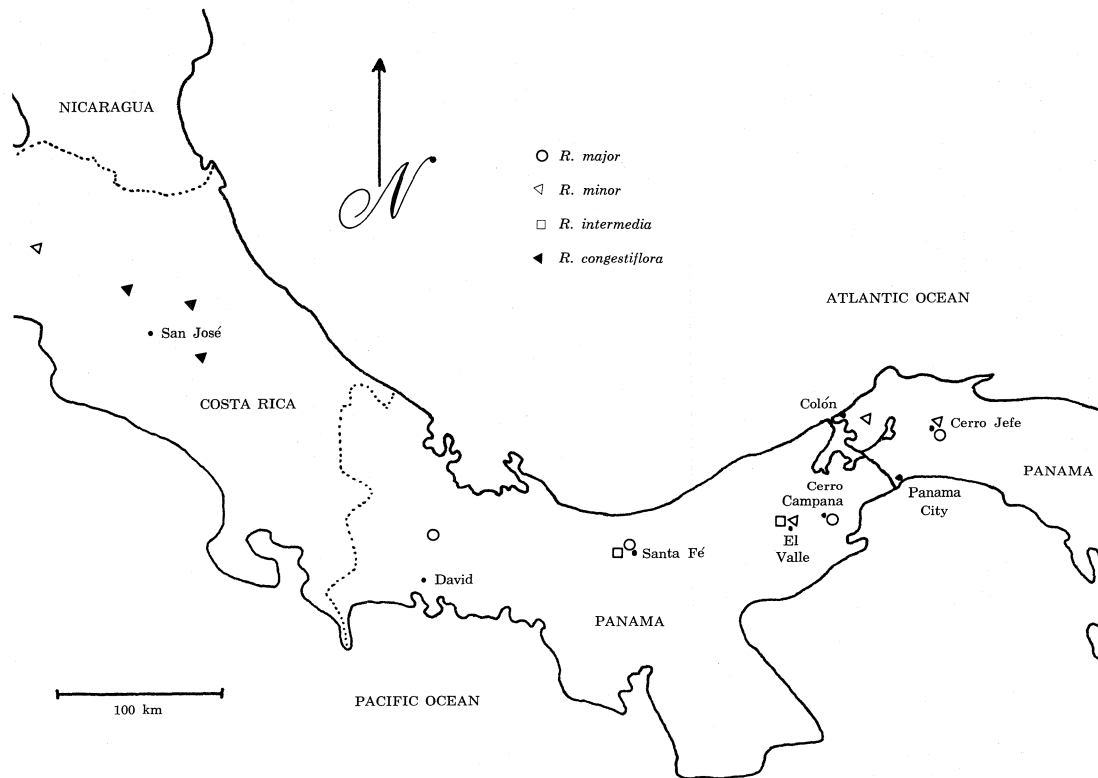 NICARAGUA
N
R. major
R. minor
R. intermedia
R. congestiflora
ATLANTIC OCEAN
San José
COSTA RICA
Colón
Cerro Jefe
PANAMA
Cerro
Campana
Panama
City
El
Valle
Santa Fé
David
PANAMA
PACIFIC OCEAN
100 km